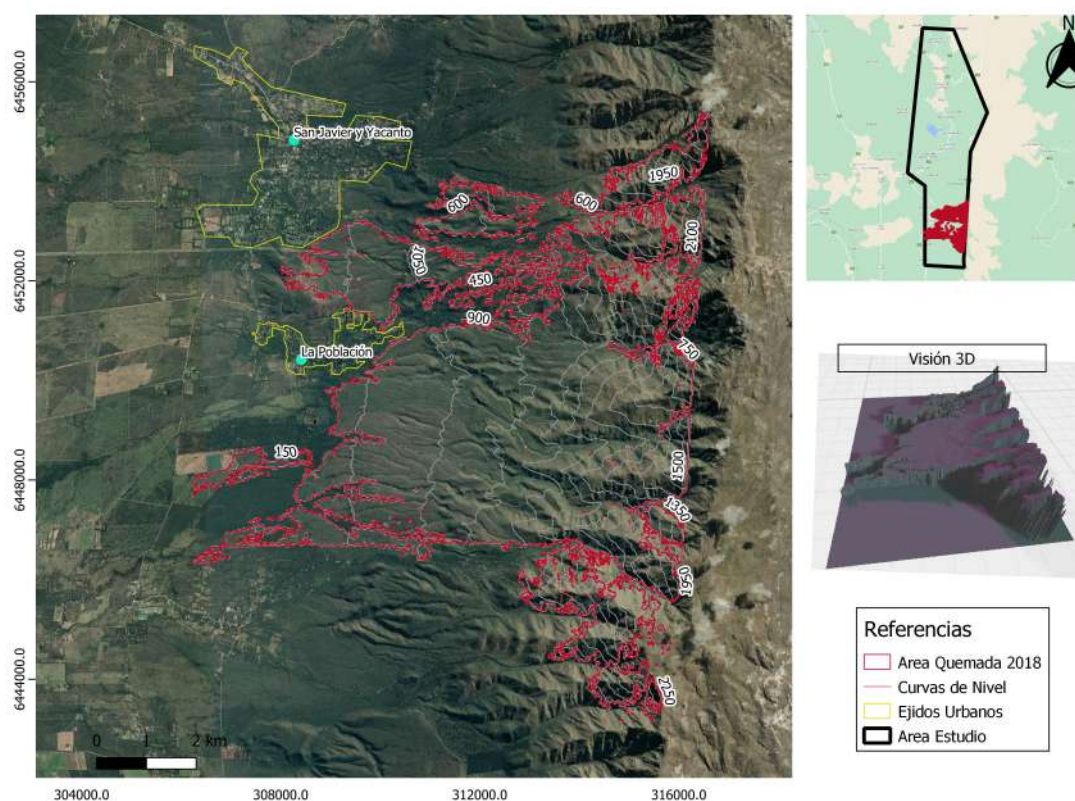 6456000.0
6452000.0
6448000.0
6444000.0
San Javier y Yacanto
La Población
600
600
1950
2100
1050
450
900
750
150
1500
1350
1950
2250
0 1 2 km
304000.0 308000.0 312000.0 316000.0
N
Visión 3D
Referencias
Area Quemada 2018
Curvas de Nivel
Ejidos Urbanos
Area Estudio